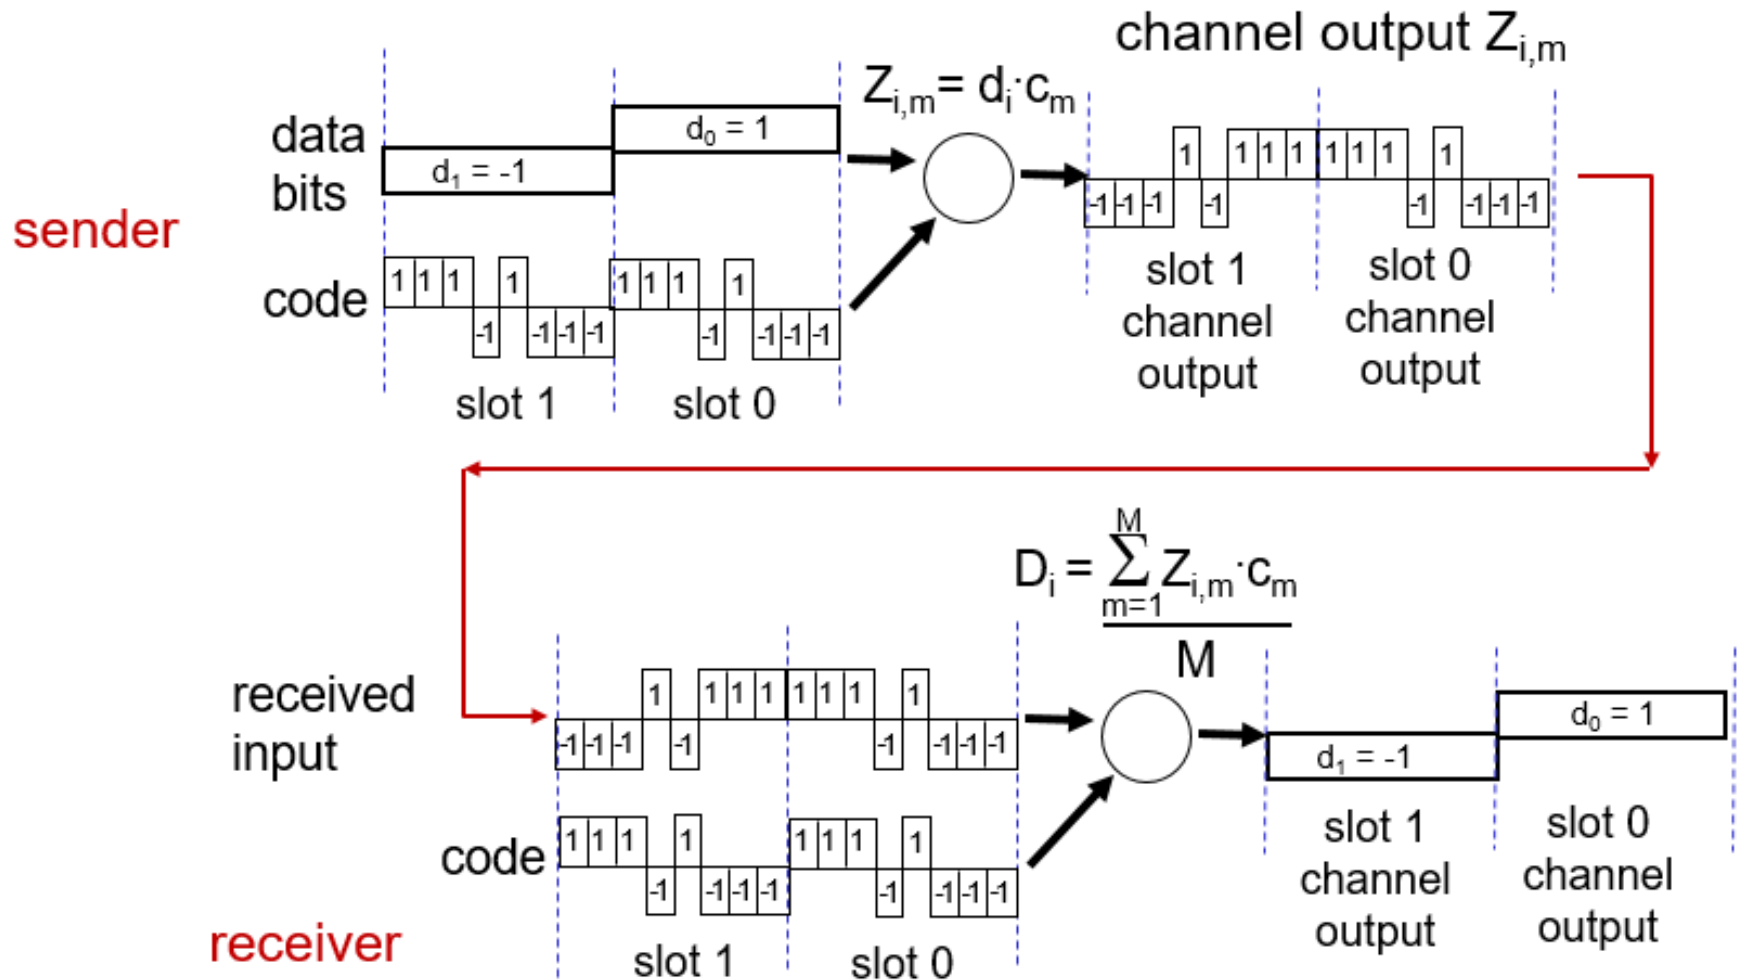 channel output Z_i,m
Z_i,m = d_i·c_m
data
bits
d_0 = 1
d_1 = -1
sender
code
1 1 1 -1 1 -1 -1 -1
1 1 1 -1 1 -1 -1 -1
slot 1
slot 0
-1 -1 -1 1 -1 1 1 1
1 1 1 -1 1 -1 -1 -1
slot 1
channel
output
slot 0
channel
output
D_i = Σ Z_i,m·c_m
M
m=1
M
received
input
-1 -1 -1 1 -1 1 1 1
1 1 1 -1 1 -1 -1 -1
code
1 1 1 -1 1 -1 -1 -1
1 1 1 -1 1 -1 -1 -1
receiver
slot 1
slot 0
d_0 = 1
d_1 = -1
slot 1
channel
output
slot 0
channel
output